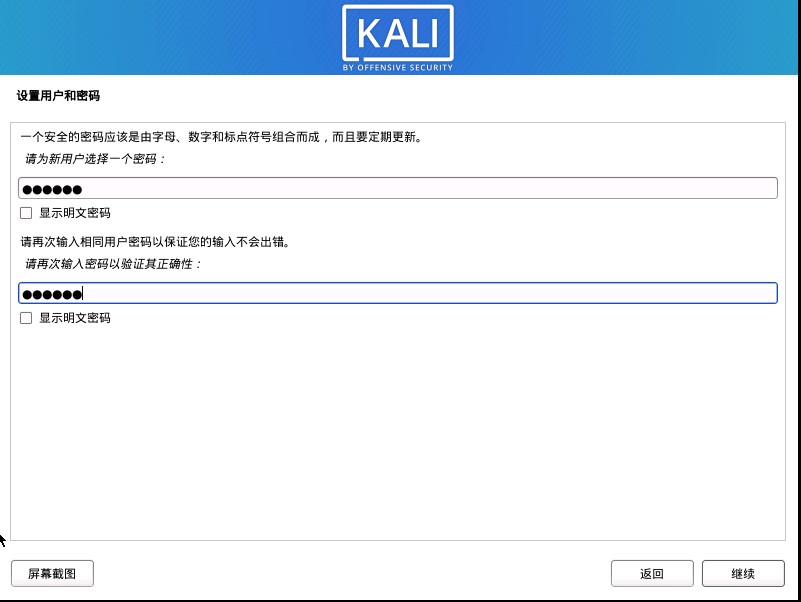 KALI
BY OFFENSIVE SECURITY
设置用户和密码
一个安全的密码应该是由字母、数字和标点符号组合而成，而且要定期更新。
请为新用户选择一个密码：
●●●●●●
显示明文密码
请再次输入相同用户密码以保证您的输入不会出错。
请再次输入密码以验证其正确性：
●●●●●●
显示明文密码
屏幕截图
返回
继续